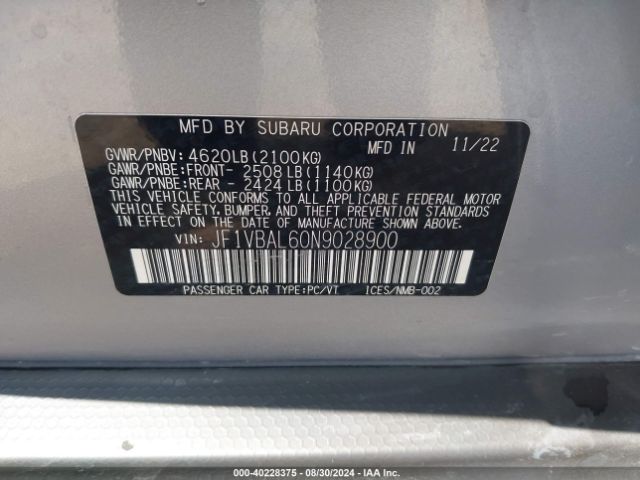 MFD BY SUBARU CORPORATION
MFD IN 11/22
GVWR/PNBV: 4620LB(2100KG)
GAWR/PNBE:FRONT- 2508LB(1140KG)
GAWR/PNBE:REAR - 2424LB(1100KG)
THIS VEHICLE CONFORMS TO ALL APPLICABLE FEDERAL MOTOR
VEHICLE SAFETY, BUMPER, AND THEFT PREVENTION STANDARDS
IN EFFECT ON THE DATE OF MANUFACTURE SHOWN ABOVE.
VIN: JF1VBAL60N9028900
PASSENGER CAR TYPE:PC/VT ICES/NMB-002
000-40228375 - 08/30/2024 - IAA, Inc.